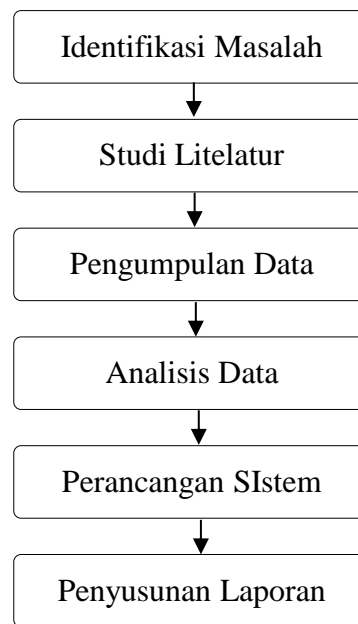 Identifikasi Masalah
Studi Litelatur
Pengumpulan Data
Analisis Data
Perancangan SIstem
Penyusunan Laporan